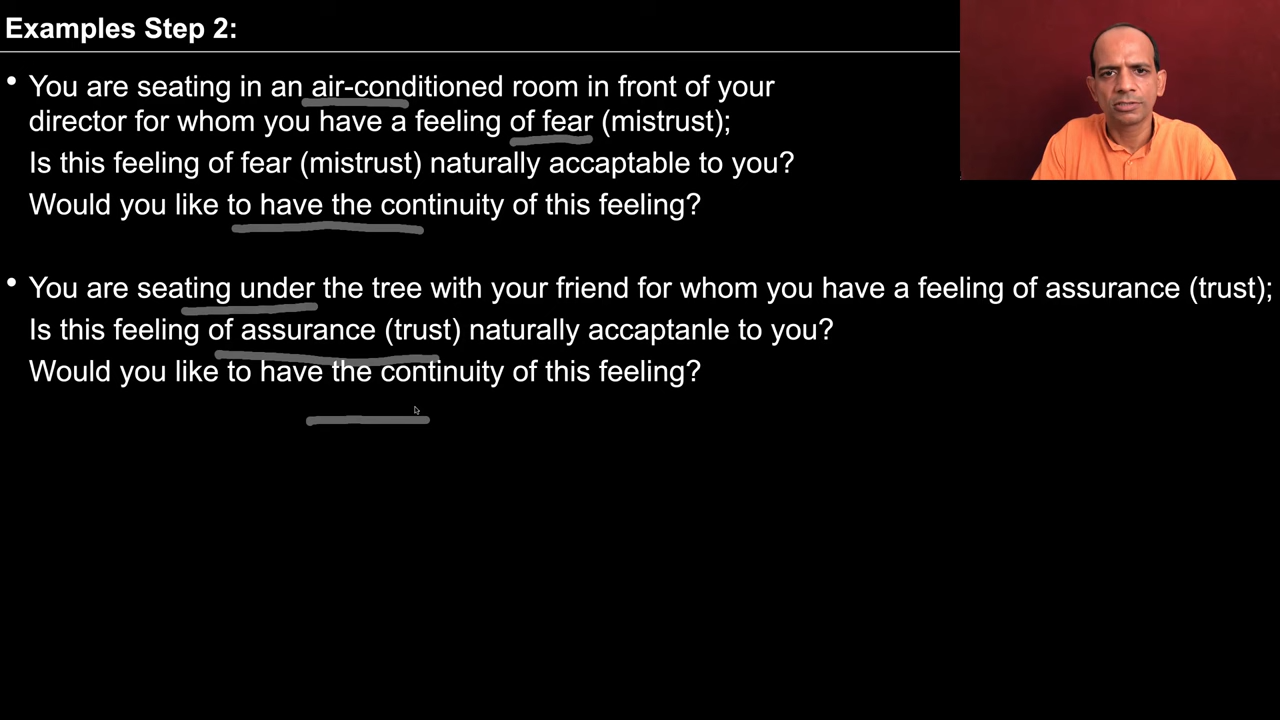 Examples Step 2:
• You are seating in an air-conditioned room in front of your
director for whom you have a feeling of fear (mistrust);
Is this feeling of fear (mistrust) naturally accaptable to you?
Would you like to have the continuity of this feeling?
• You are seating under the tree with your friend for whom you have a feeling of assurance (trust);
Is this feeling of assurance (trust) naturally accaptanle to you?
Would you like to have the continuity of this feeling?